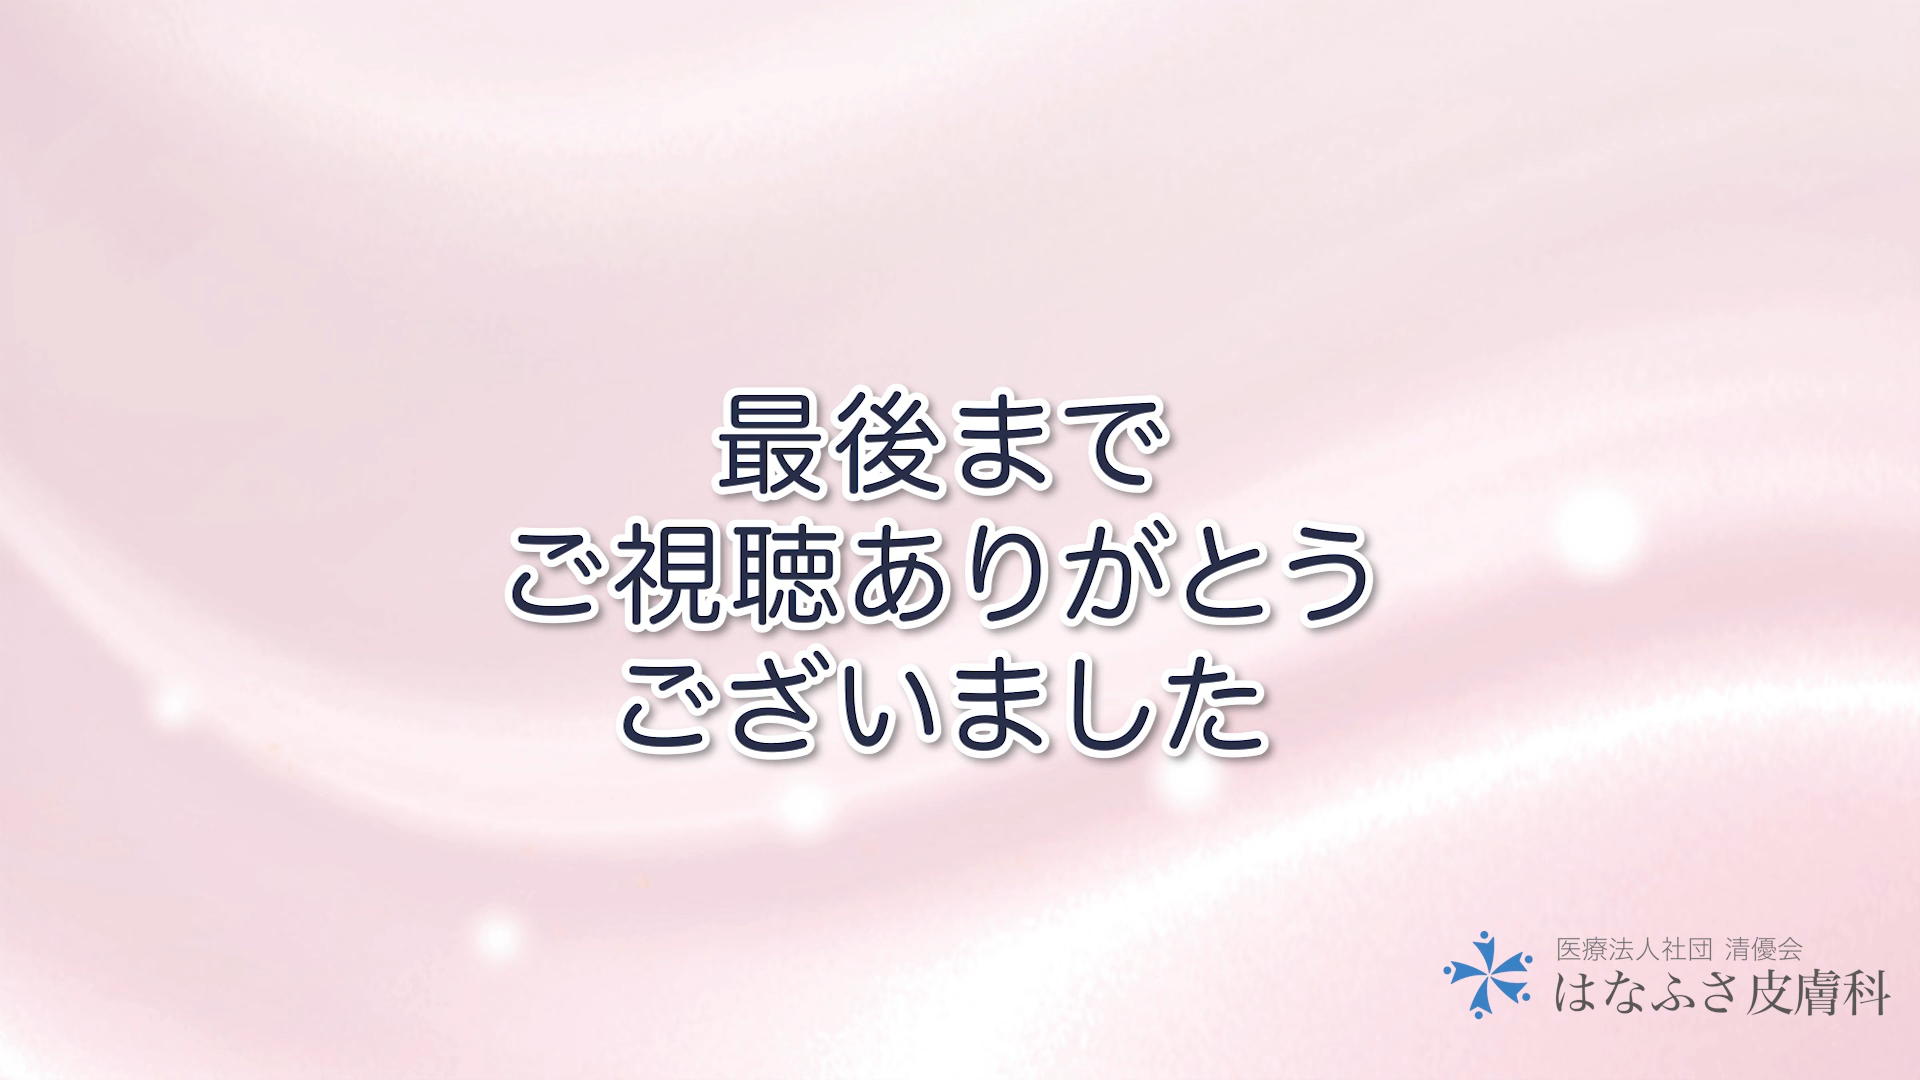 最後まで
ご視聴ありがとう
ございました
医療法人社団 清優会
はなふさ皮膚科